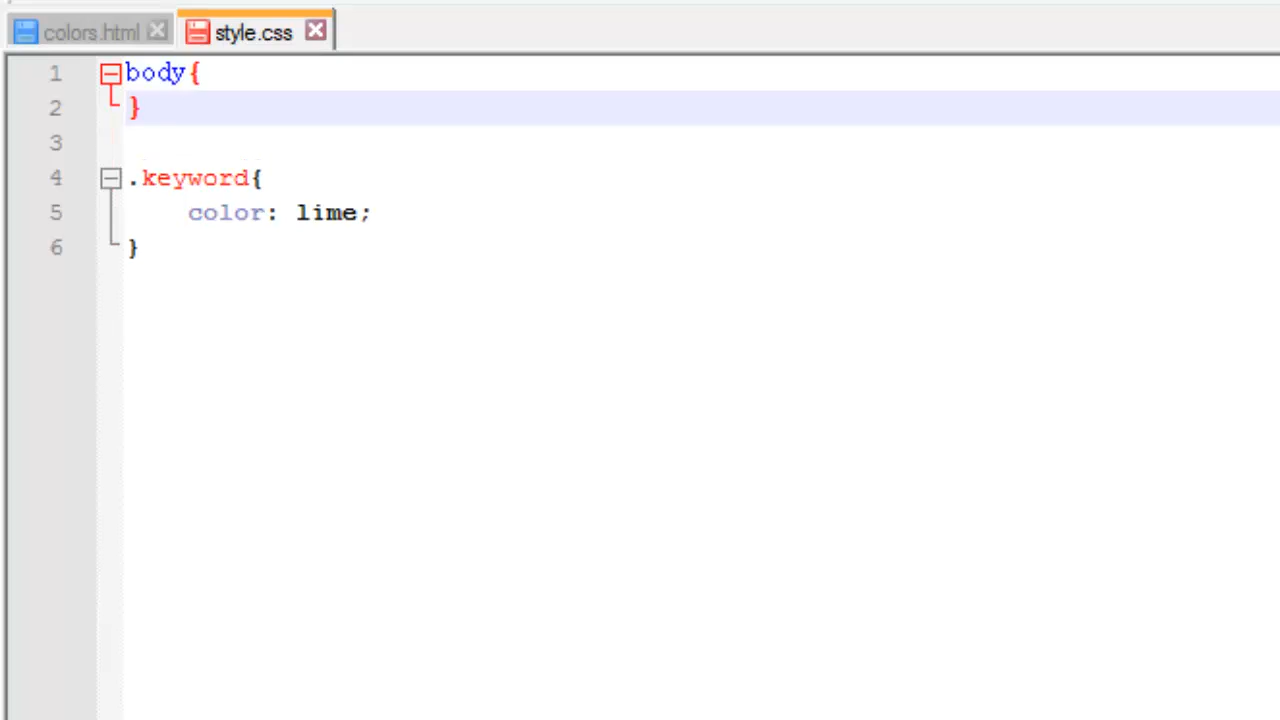 colors.html style.css
1 body{
2 }
3
4 .keyword{
5 color: lime;
6 }